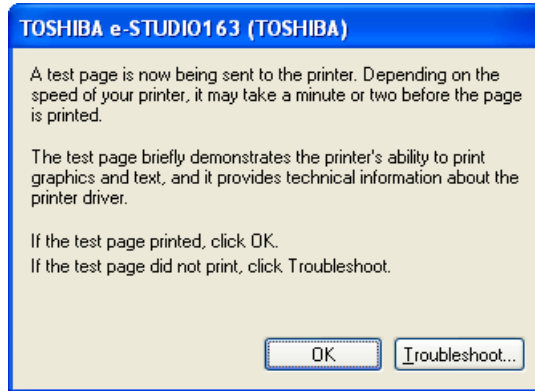 TOSHIBA e-STUDIO163 (TOSHIBA)
A test page is now being sent to the printer. Depending on the
speed of your printer, it may take a minute or two before the page
is printed.
The test page briefly demonstrates the printer's ability to print
graphics and text, and it provides technical information about the
printer driver.
If the test page printed, click OK.
If the test page did not print, click Troubleshoot.
OK
Troubleshoot...